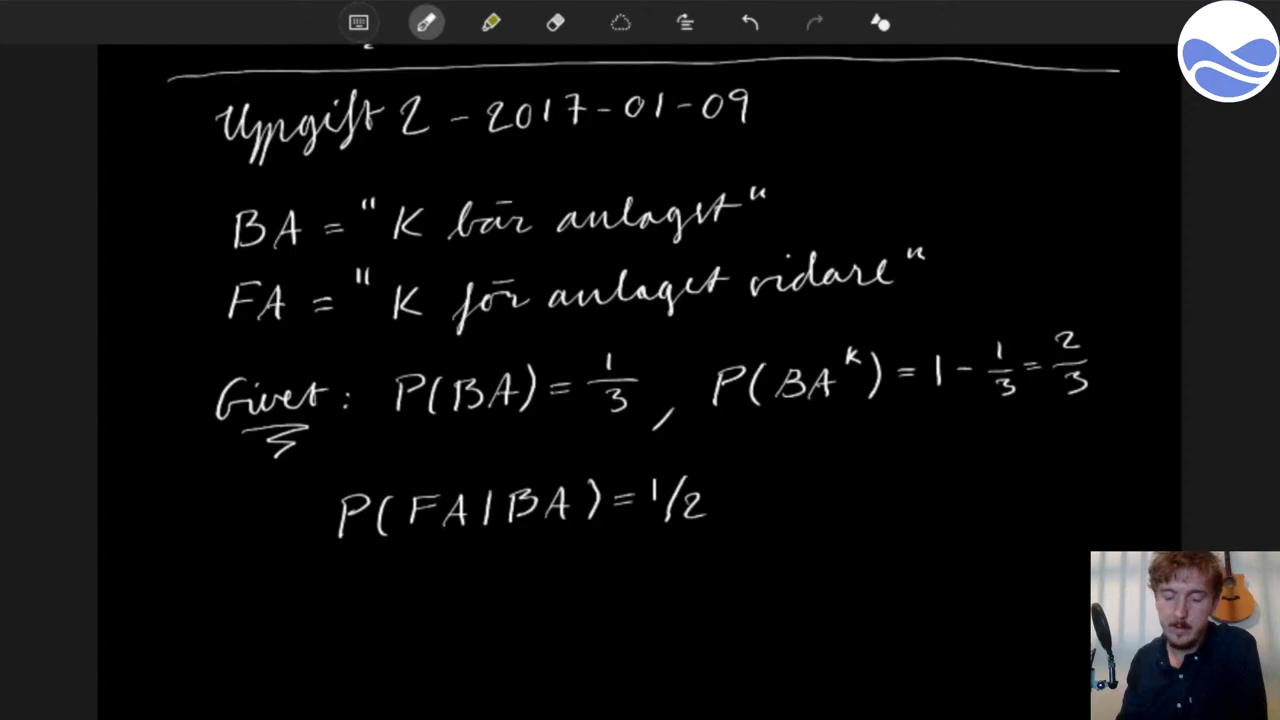 Uppgift 2 - 2017-01-09
BA = "K bär anlaget"
FA = "K för anlaget vidare"
Givet: P(BA) = 1/3, P(BA^k) = 1 - 1/3 = 2/3
P(FA|BA) = 1/2